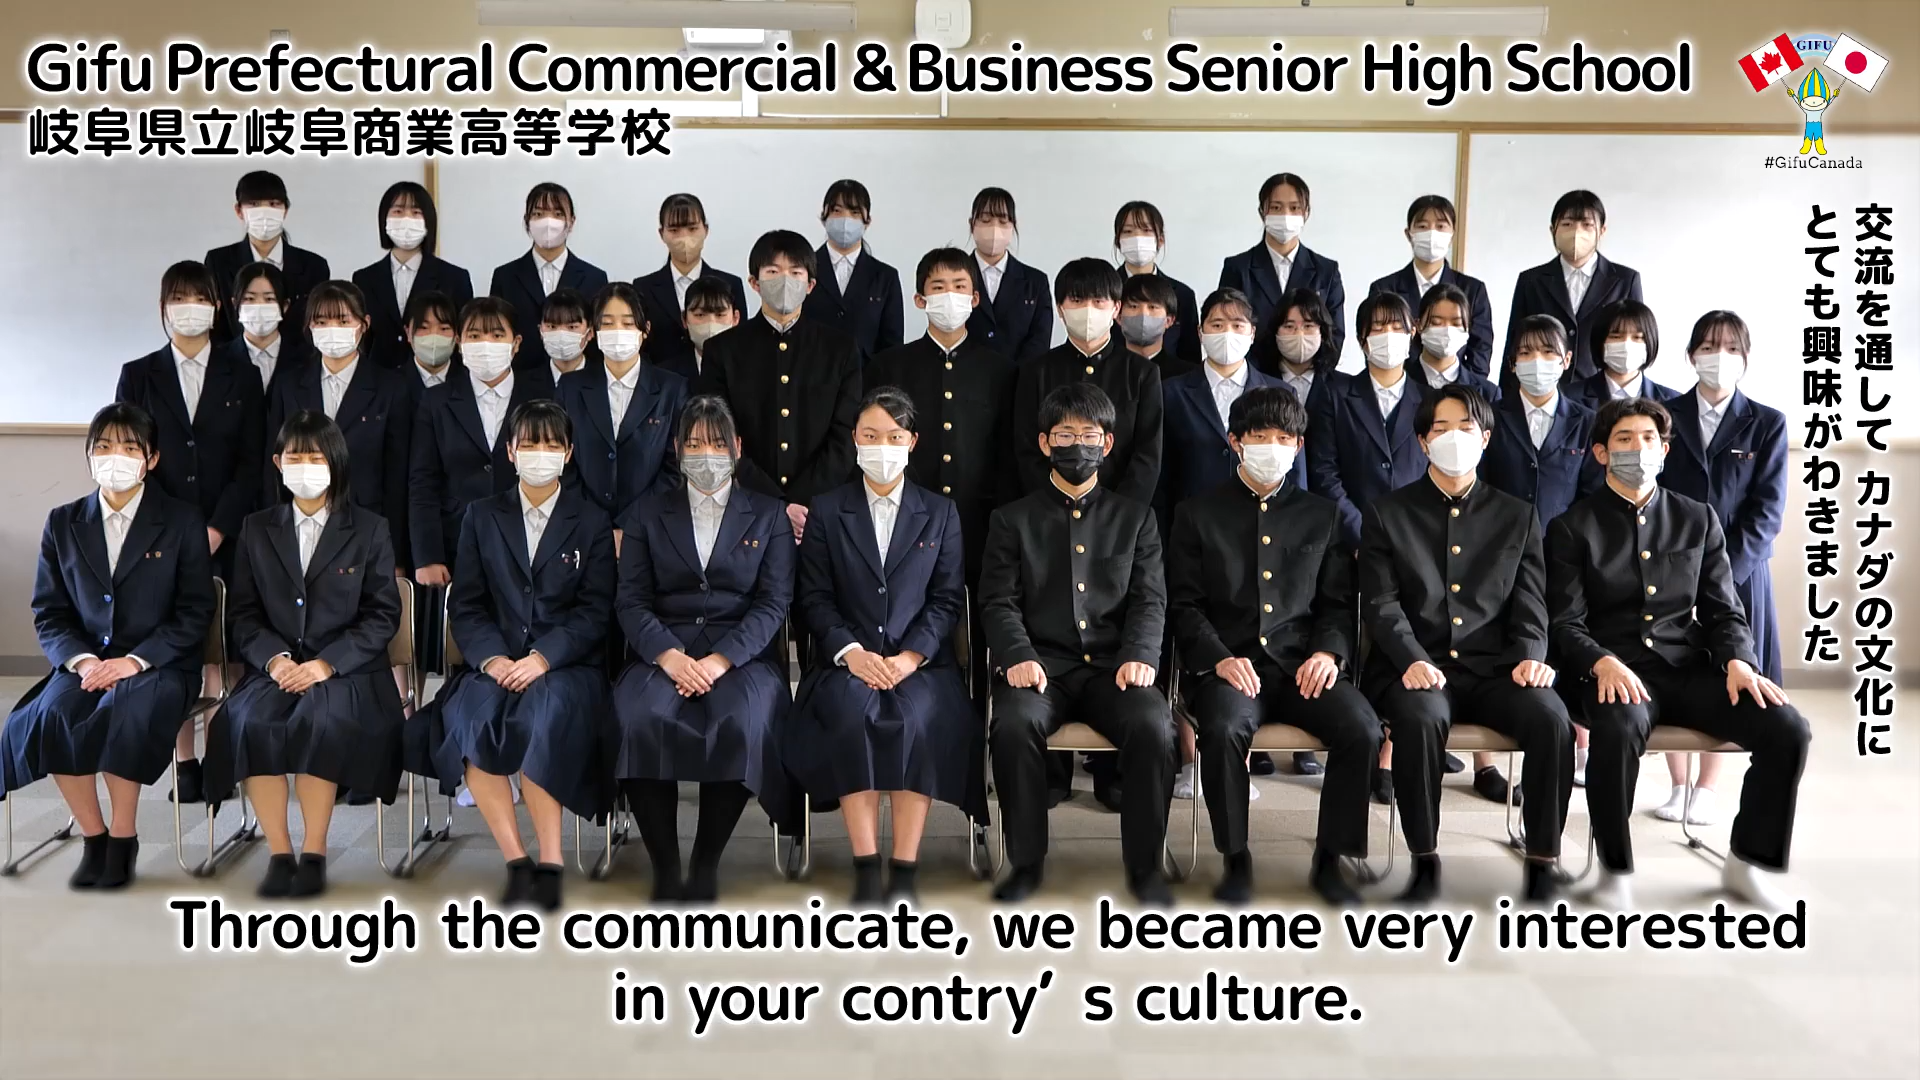 Gifu Prefectural Commercial & Business Senior High School
岐阜県立岐阜商業高等学校
GIFU
#GifuCanada
交流を通して カナダの文化に
とても興味がわきました
Through the communicate, we became very interested
in your contry’ s culture.